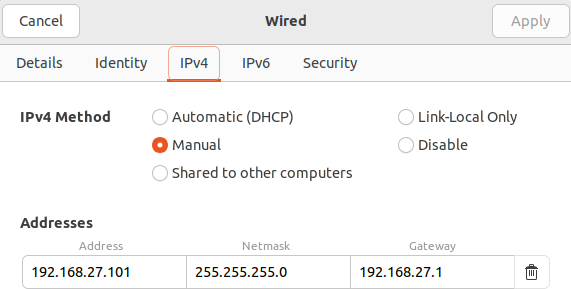 Cancel Wired Apply
Details Identity IPv4 IPv6 Security
IPv4 Method Automatic (DHCP) Link-Local Only
Manual Disable
Shared to other computers
Addresses
Address Netmask Gateway
192.168.27.101 255.255.255.0 192.168.27.1